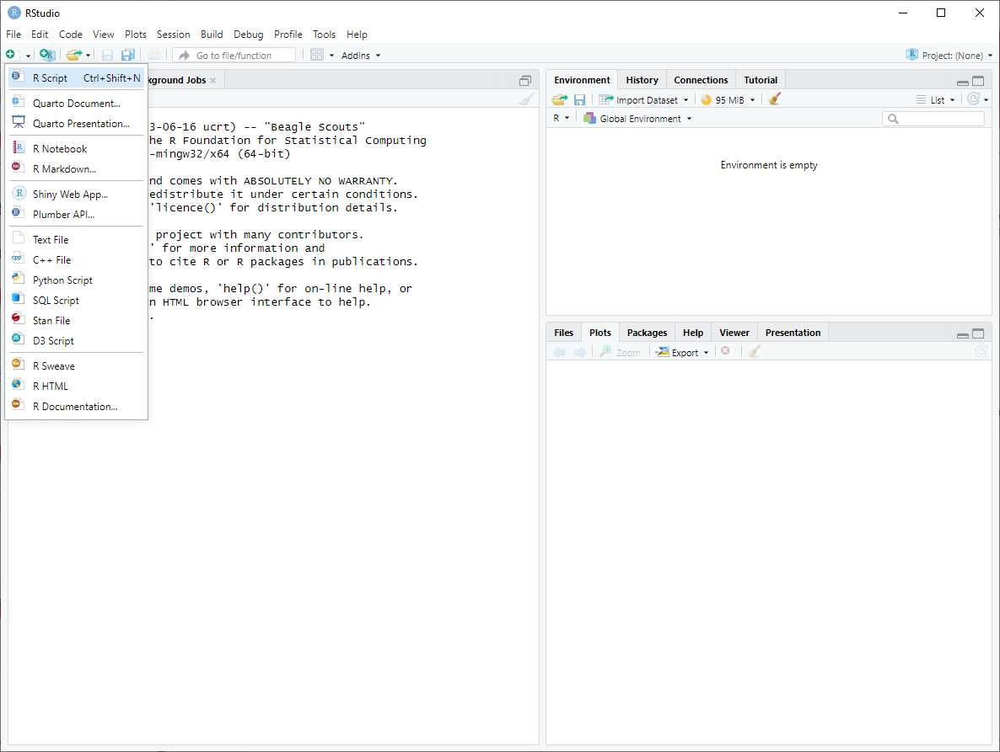 RStudio
File Edit Code View Plots Session Build Debug Profile Tools Help
Go to file/function Addins Project: (None)
R Script Ctrl+Shift+N
Quarto Document...
Quarto Presentation...
R Notebook
R Markdown...
Shiny Web App...
Plumber API...
Text File
C++ File
Python Script
SQL Script
Stan File
D3 Script
R Sweave
R HTML
R Documentation...
kground Jobs
3-06-16 ucrt) -- "Beagle Scouts"
he R Foundation for Statistical Computing
-mingw32/x64 (64-bit)
nd comes with ABSOLUTELY NO WARRANTY.
edistribute it under certain conditions.
'licence()' for distribution details.
project with many contributors.
' for more information and
to cite R or R packages in publications.
me demos, 'help()' for on-line help, or
n HTML browser interface to help.
.
Environment History Connections Tutorial
Import Dataset 95 MiB List
R Global Environment
Environment is empty
Files Plots Packages Help Viewer Presentation
Zoom Export